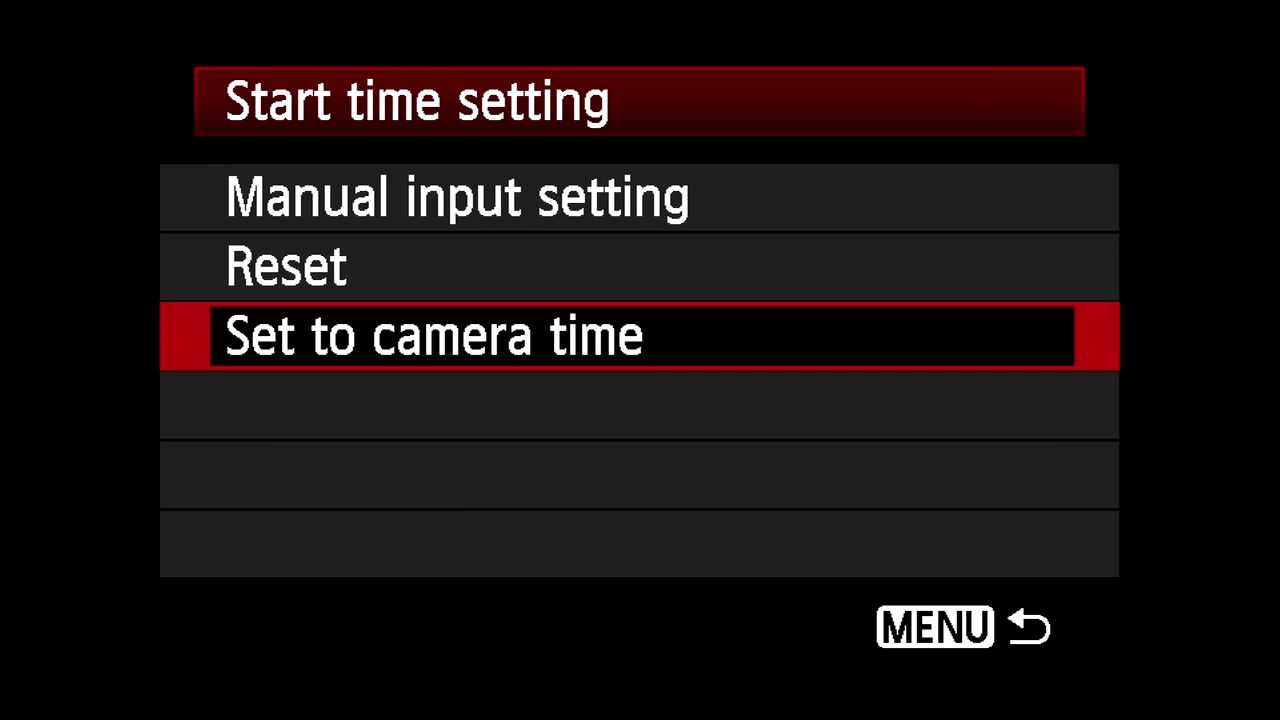 Start time setting
Manual input setting
Reset
Set to camera time
MENU